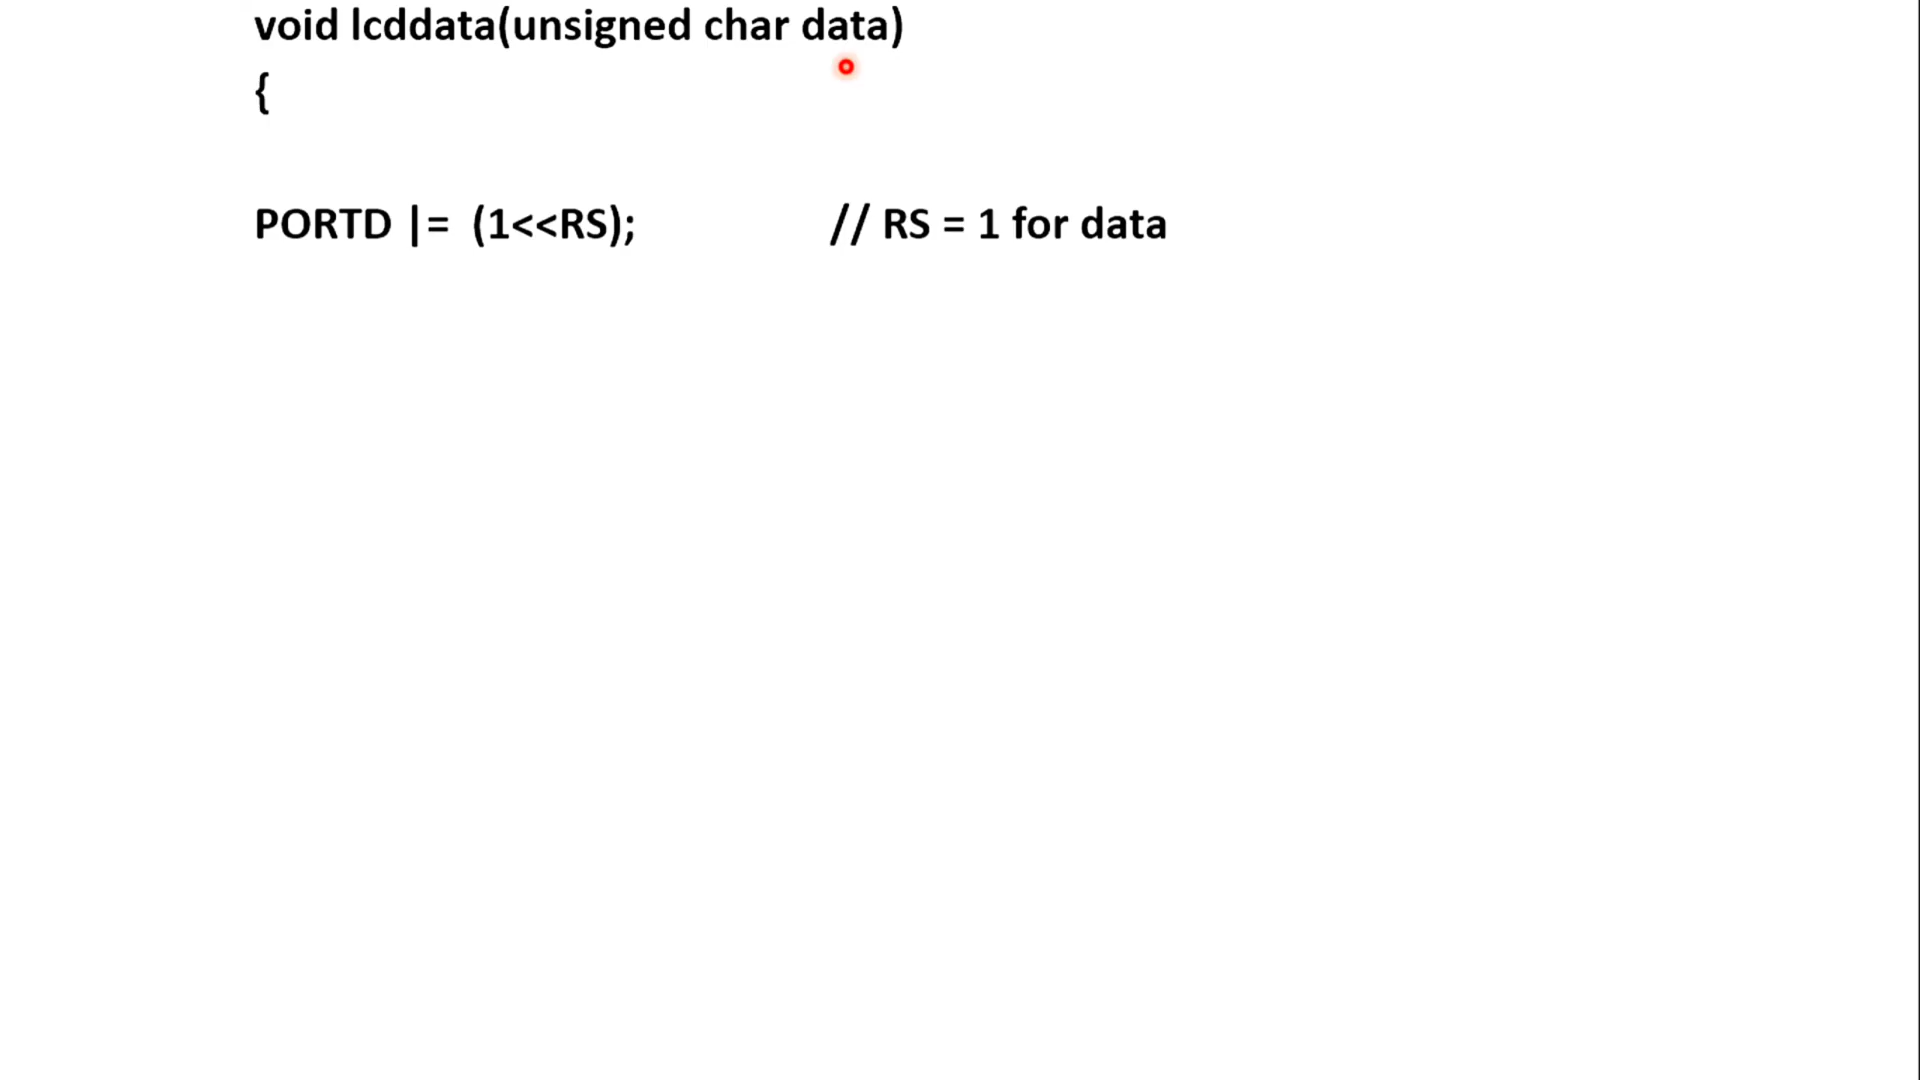 void lcddata(unsigned char data)
{
PORTD |= (1<<RS); // RS = 1 for data